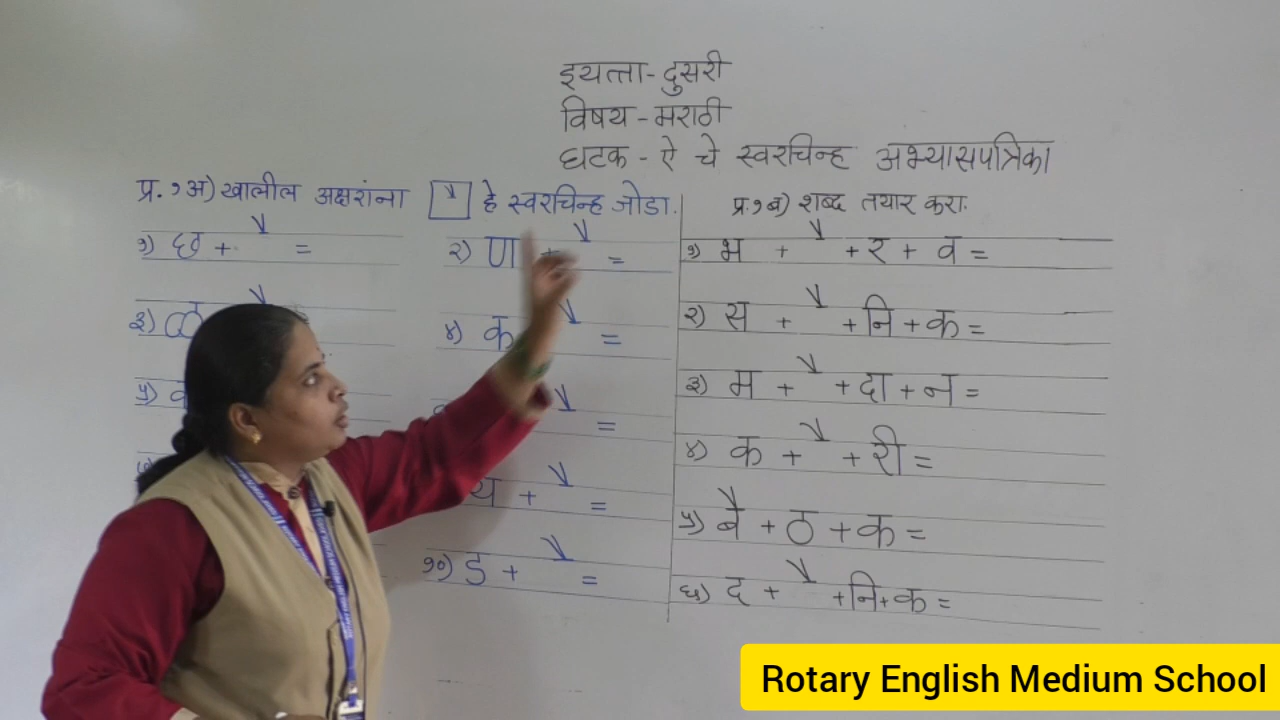 इयत्ता - दुसरी
विषय - मराठी
घटक - ऐ चे स्वरचिन्ह अभ्यासपत्रिका
प्र. १ अ) खालील अक्षरांना ै हे स्वरचिन्ह जोडा.
१) छ + ै =
२) ण + ै =
३) ळ ै
४) क ै =
५) व
ै =
य + ै =
१०) ड + ै =
प्र. १ ब) शब्द तयार करा.
१) भ + ै + र + व =
२) स + ै + नि + क =
३) म + ै + दा + न =
४) क + ै + री =
५) बै + ठ + क =
६) द + ै + नि + क =
Rotary English Medium School